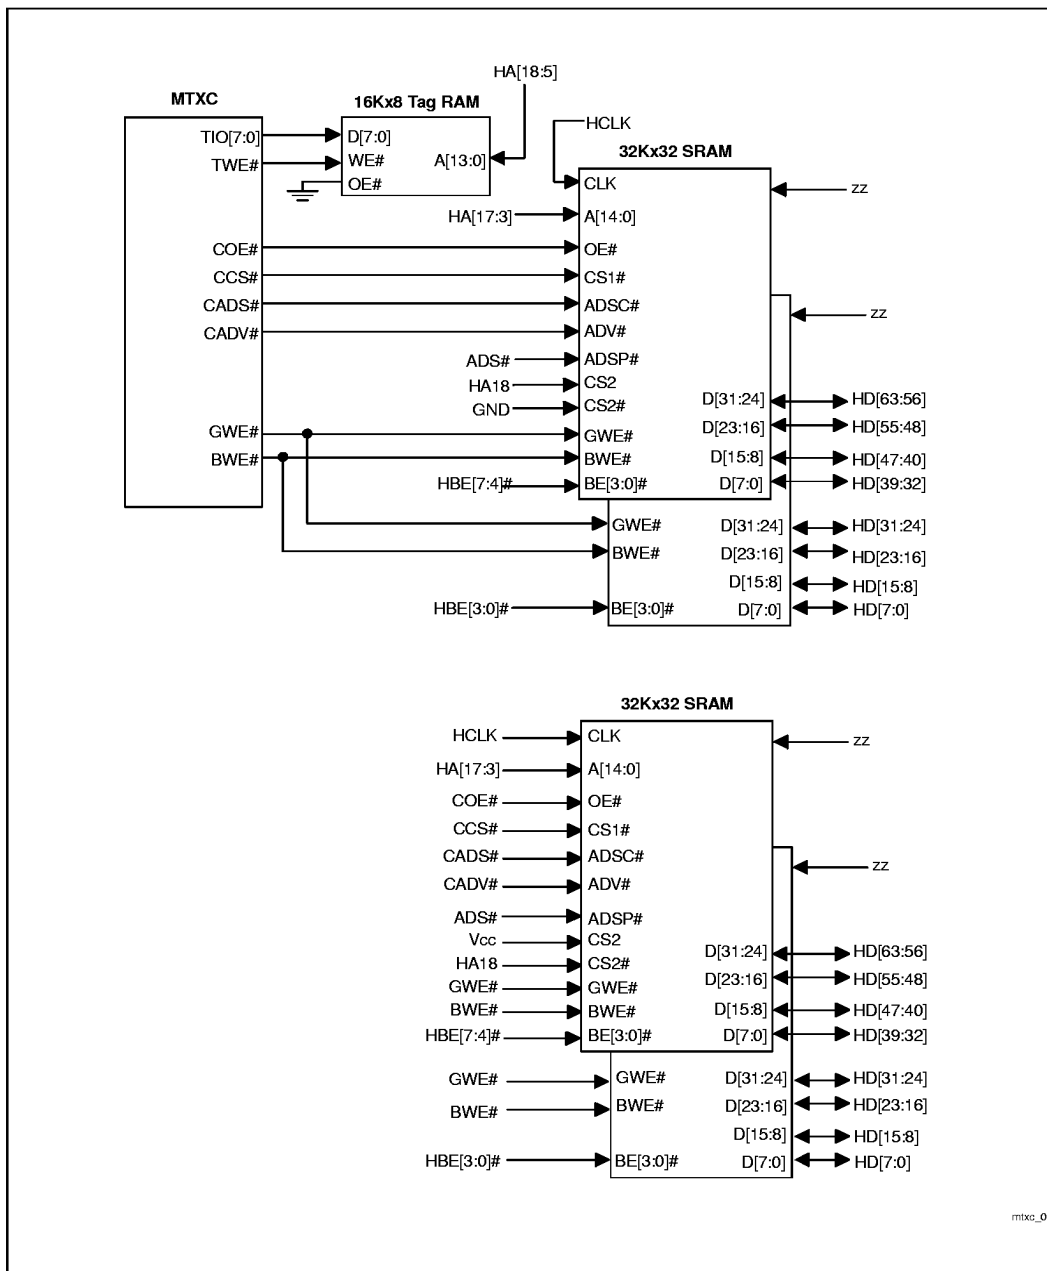 HA[18:5]
MTXC
16Kx8 Tag RAM
TIO[7:0]
D[7:0]
TWE#
WE#
A[13:0]
OE#
HCLK
32Kx32 SRAM
CLK
ZZ
HA[17:3]
A[14:0]
COE#
OE#
CCS#
CS1#
CADS#
ADSC#
ZZ
CADV#
ADV#
ADS#
ADSP#
HA18
CS2
GND
CS2#
D[31:24]
HD[63:56]
GWE#
GWE#
D[23:16]
HD[55:48]
BWE#
BWE#
D[15:8]
HD[47:40]
HBE[7:4]#
BE[3:0]#
D[7:0]
HD[39:32]
GWE#
D[31:24]
HD[31:24]
BWE#
D[23:16]
HD[23:16]
D[15:8]
HD[15:8]
HBE[3:0]#
BE[3:0]#
D[7:0]
HD[7:0]
32Kx32 SRAM
HCLK
CLK
ZZ
HA[17:3]
A[14:0]
COE#
OE#
CCS#
CS1#
CADS#
ADSC#
ZZ
CADV#
ADV#
ADS#
ADSP#
Vcc
CS2
D[31:24]
HD[63:56]
HA18
CS2#
D[23:16]
HD[55:48]
GWE#
GWE#
BWE#
BWE#
D[15:8]
HD[47:40]
HBE[7:4]#
BE[3:0]#
D[7:0]
HD[39:32]
GWE#
GWE#
D[31:24]
HD[31:24]
BWE#
BWE#
D[23:16]
HD[23:16]
D[15:8]
HD[15:8]
HBE[3:0]#
BE[3:0]#
D[7:0]
HD[7:0]
mtxc_0